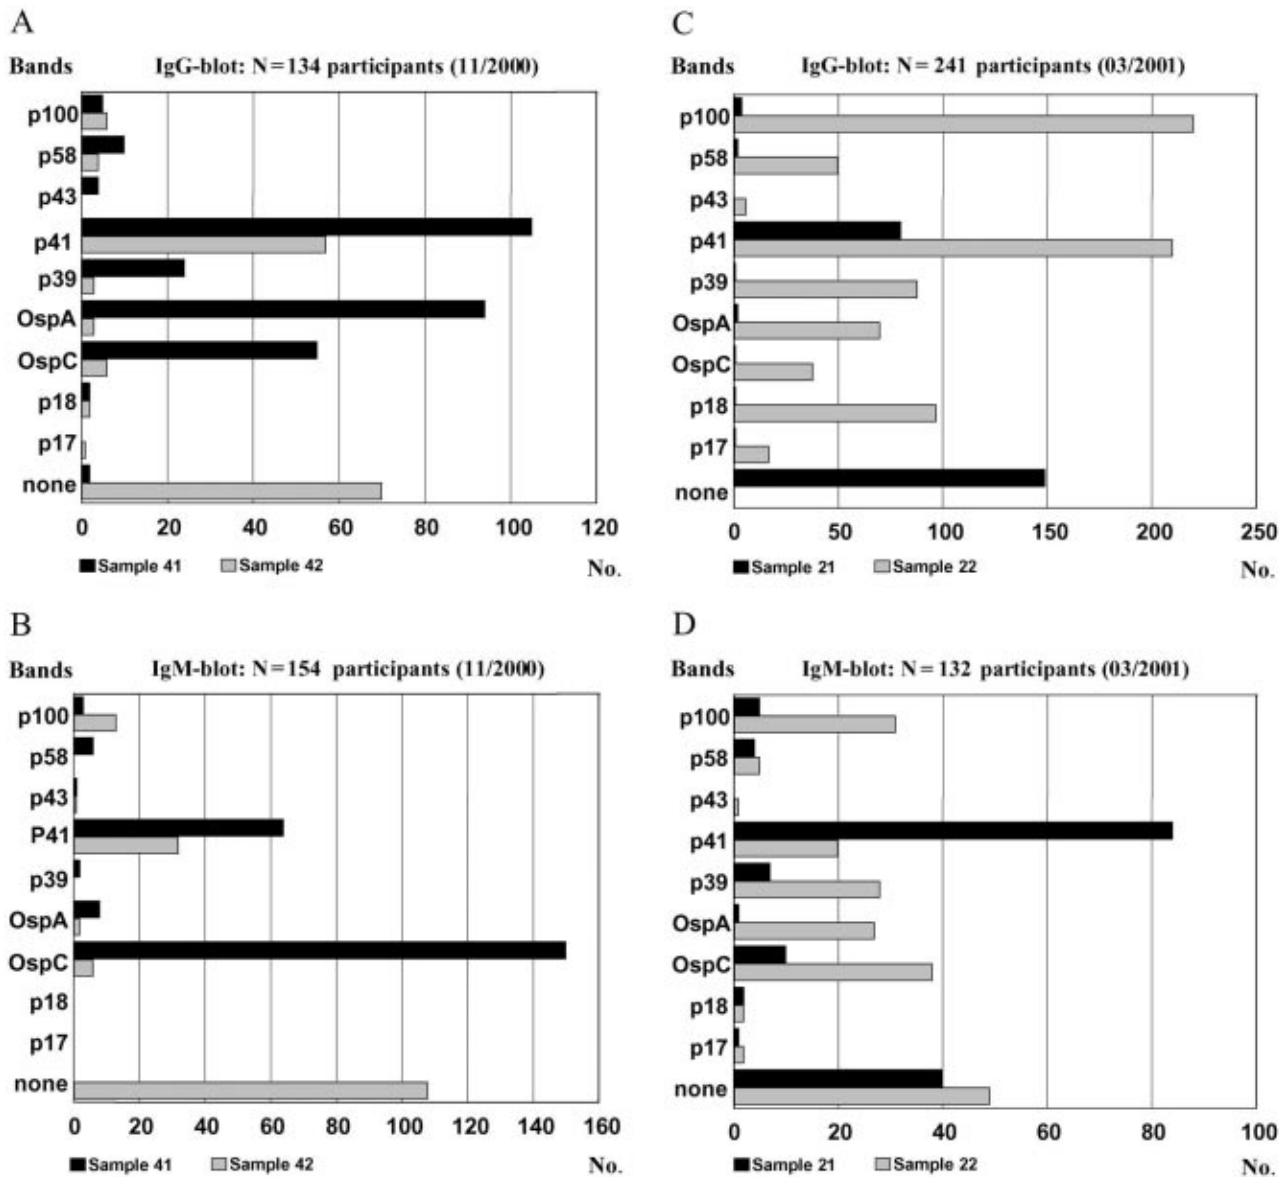 A
Bands IgG-blot: N=134 participants (11/2000)
p100
p58
p43
p41
p39
OspA
OspC
p18
p17
none
0 20 40 60 80 100 120
Sample 41 Sample 42 No.
C
Bands IgG-blot: N=241 participants (03/2001)
p100
p58
p43
p41
p39
OspA
OspC
p18
p17
none
0 50 100 150 200 250
Sample 21 Sample 22 No.
B
Bands IgM-blot: N=154 participants (11/2000)
p100
p58
p43
P41
p39
OspA
OspC
p18
p17
none
0 20 40 60 80 100 120 140 160
Sample 41 Sample 42 No.
D
Bands IgM-blot: N=132 participants (03/2001)
p100
p58
p43
p41
p39
OspA
OspC
p18
p17
none
0 20 40 60 80 100
Sample 21 Sample 22 No.